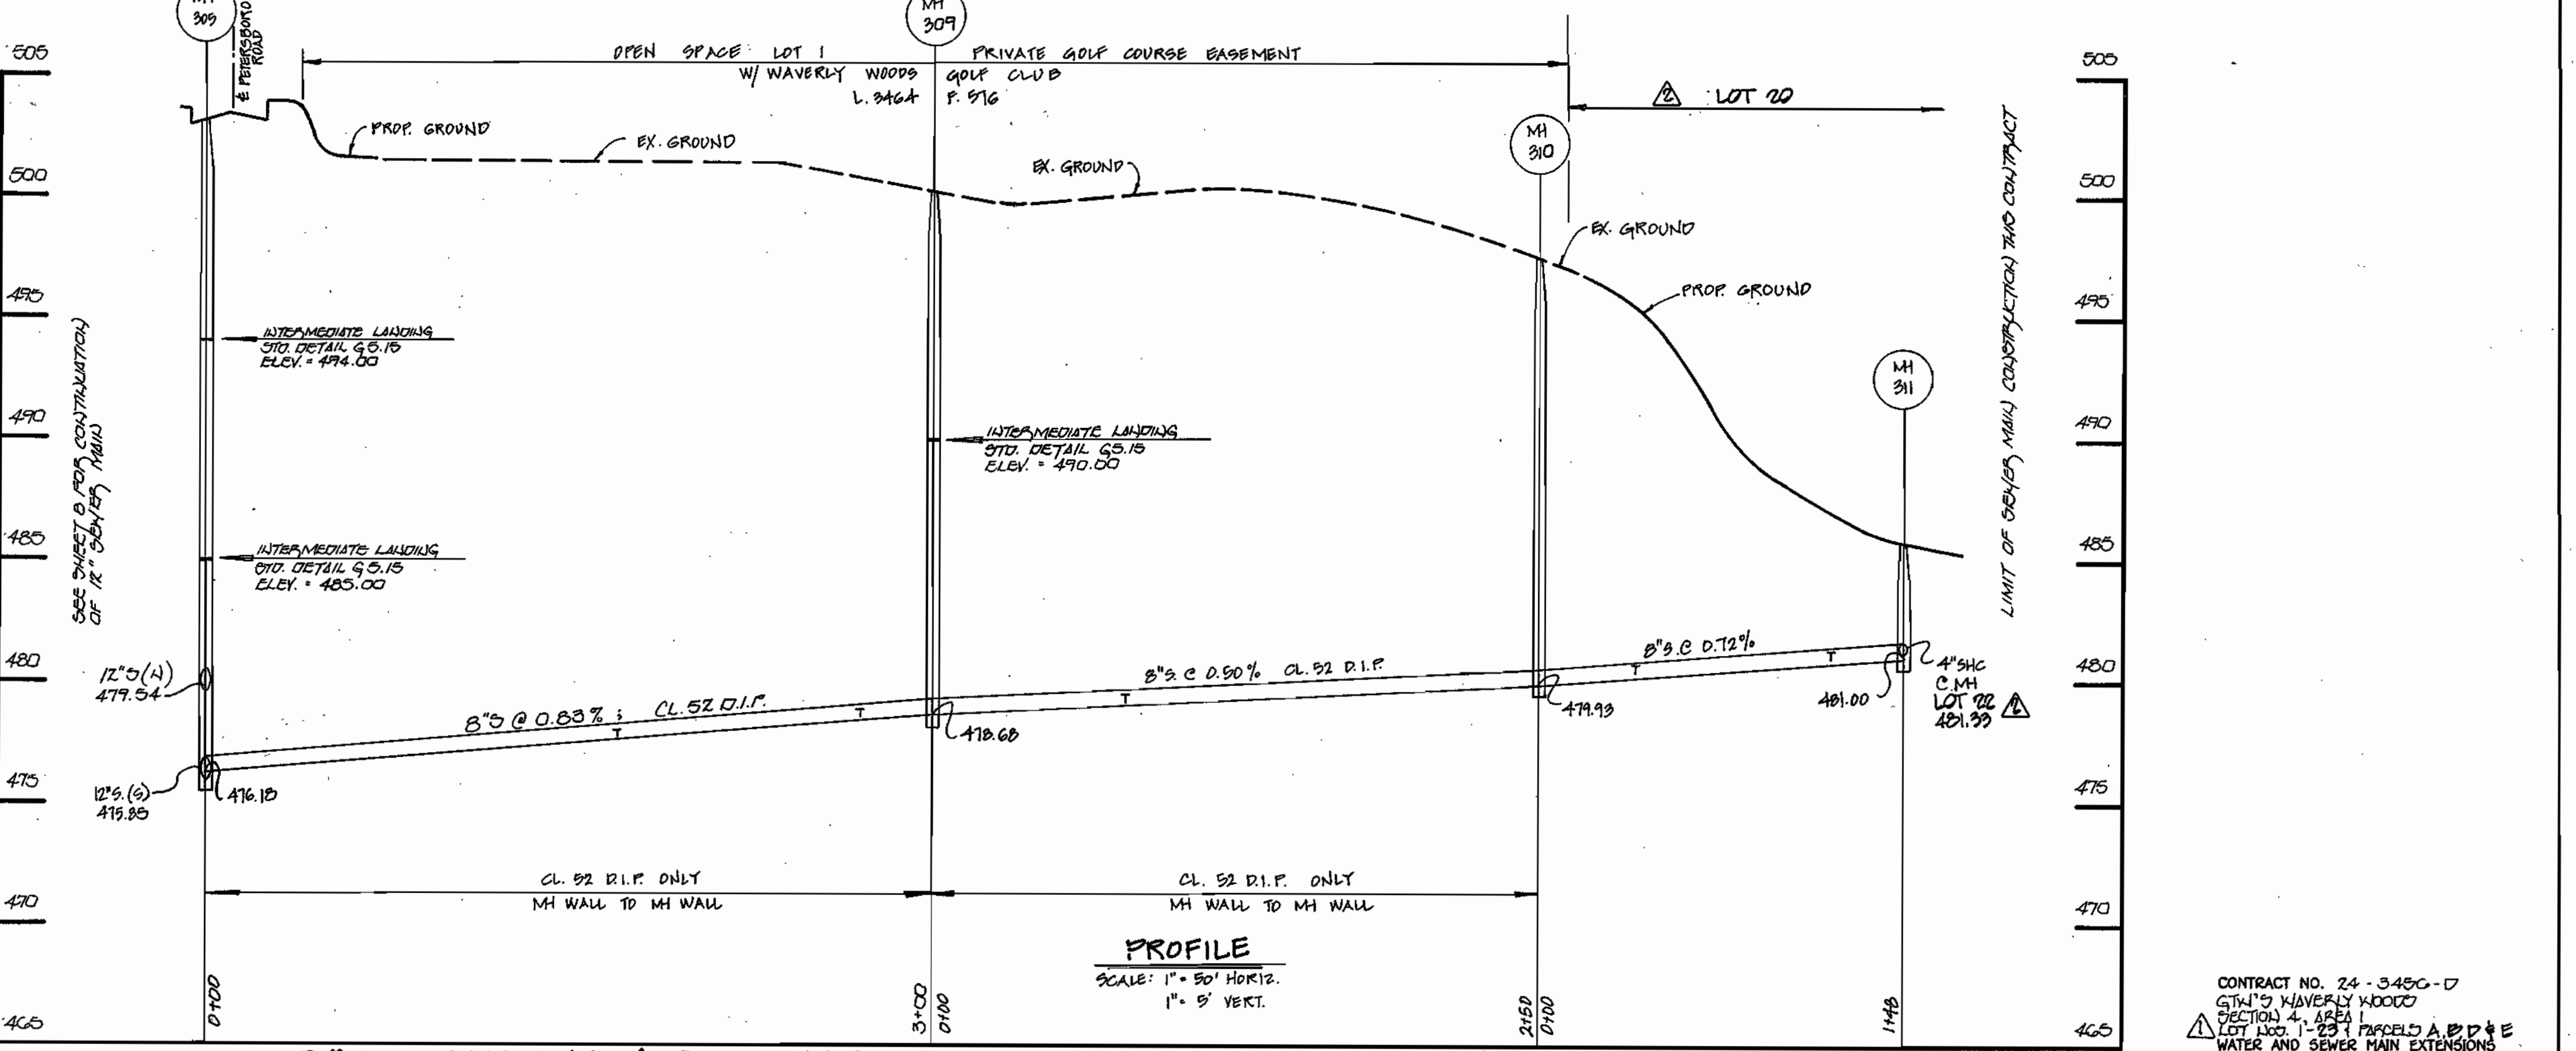 MH
305
℄ PETERSBORO
ROAD
MH
309
OPEN SPACE LOT 1 PRIVATE GOLF COURSE EASEMENT
W/ WAVERLY WOODS GOLF CLUB
L. 3464 F. 516
2 LOT 20
PROP. GROUND
EX. GROUND
EX. GROUND
MH
310
EX. GROUND
PROP. GROUND
MH
311
505
500
495
490
485
480
475
470
465
505
500
495
490
485
480
475
470
465
SEE SHEET 8 FOR CONTINUATION
OF 12" SEWER MAIN
LIMIT OF SEWER MAIN CONSTRUCTION THIS CONTRACT
INTERMEDIATE LANDING
STD. DETAIL G 5.15
ELEV. = 494.00
INTERMEDIATE LANDING
STD. DETAIL G 5.15
ELEV. = 485.00
INTERMEDIATE LANDING
STD. DETAIL G5.15
ELEV. = 490.00
12"S (N)
479.54
12"S. (S)
475.85
476.18
8"S @ 0.83% ; CL. 52 D.I.P.
T
T
478.68
8"S. @ 0.50% CL. 52 D.I.P.
T
479.93
8"S. @ 0.72%
T
T
481.00
4"SHC
@ MH
LOT 22 2
481.33
CL. 52 D.I.P. ONLY
MH WALL TO MH WALL
CL. 52 D.I.P. ONLY
MH WALL TO MH WALL
PROFILE
SCALE: 1" = 50' HORIZ.
1" = 5' VERT.
0+00
3+00
0+00
2+50
0+00
1+48
CONTRACT NO. 24-3456-D
GTW'S WAVERLY WOODS
SECTION 4, AREA 1
1 LOT NOS. 1-23 & PARCELS A, B, D & E
WATER AND SEWER MAIN EXTENSIONS